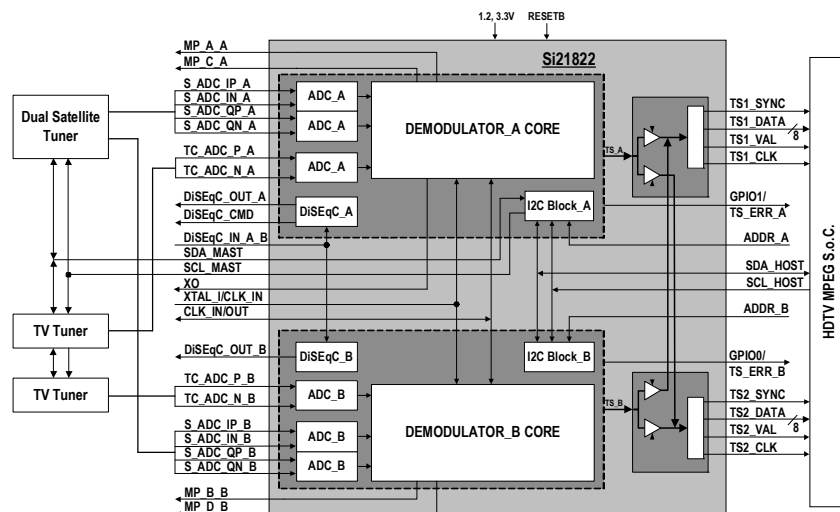 1.2, 3.3V
RESETB
Si21822
MP_A_A
MP_C_A
S_ADC_IP_A
S_ADC_IN_A
S_ADC_QP_A
S_ADC_QN_A
TC_ADC_P_A
TC_ADC_N_A
DiSEqC_OUT_A
DiSEqC_CMD
DiSEqC_IN_A_B
SDA_MAST
SCL_MAST
XO
XTAL_I/CLK_IN
CLK_IN/OUT
DiSEqC_OUT_B
TC_ADC_P_B
TC_ADC_N_B
S_ADC_IP_B
S_ADC_IN_B
S_ADC_QP_B
S_ADC_QN_B
MP_B_B
MP_D_B
Dual Satellite
Tuner
TV Tuner
TV Tuner
ADC_A
ADC_A
ADC_A
DEMODULATOR_A CORE
DiSEqC_A
I2C Block_A
TS_A
DiSEqC_B
I2C Block_B
ADC_B
ADC_B
ADC_B
DEMODULATOR_B CORE
TS_B
TS1_SYNC
TS1_DATA
8
TS1_VAL
TS1_CLK
GPIO1/
TS_ERR_A
ADDR_A
SDA_HOST
SCL_HOST
ADDR_B
GPIO0/
TS_ERR_B
TS2_SYNC
TS2_DATA
8
TS2_VAL
TS2_CLK
HDTV MPEG S.o.C.